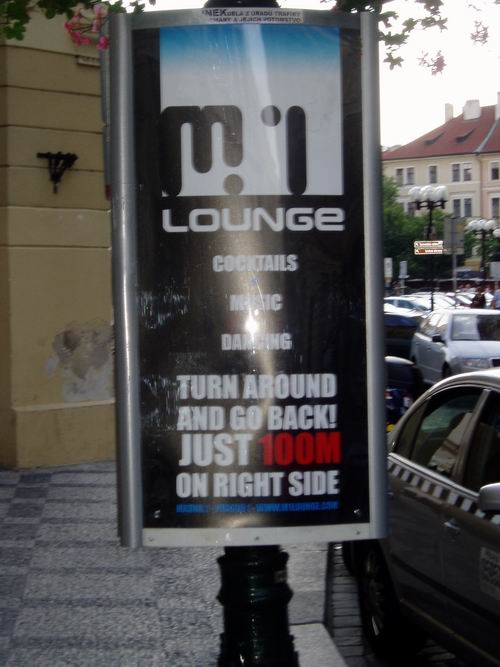 m!
LOUNGE
COCKTAILS
MUSIC
DANCING
TURN AROUND
AND GO BACK!
JUST 100M
ON RIGHT SIDE